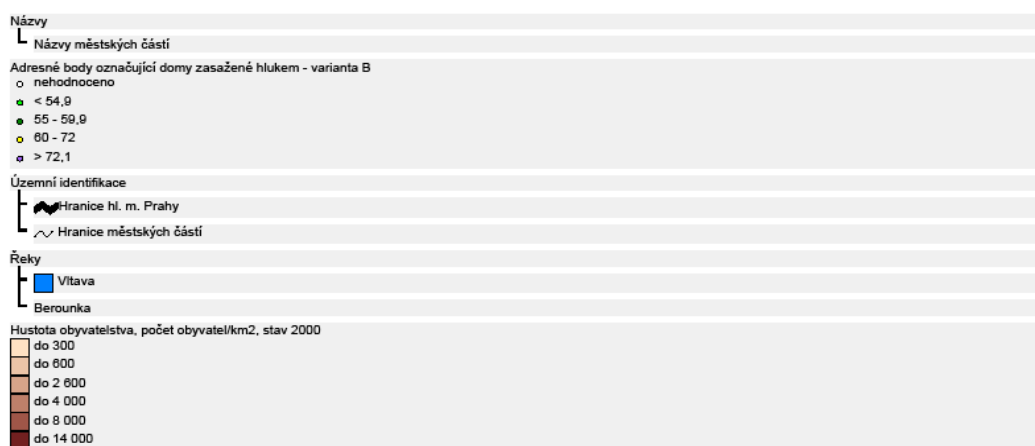 Názvy
Názvy městských částí
Adresné body označující domy zasažené hlukem - varianta B
nehodnoceno
< 54,9
55 - 59,9
60 - 72
> 72,1
Územní identifikace
Hranice hl. m. Prahy
Hranice městských částí
Řeky
Vltava
Berounka
Hustota obyvatelstva, počet obyvatel/km2, stav 2000
do 300
do 600
do 2 600
do 4 000
do 8 000
do 14 000